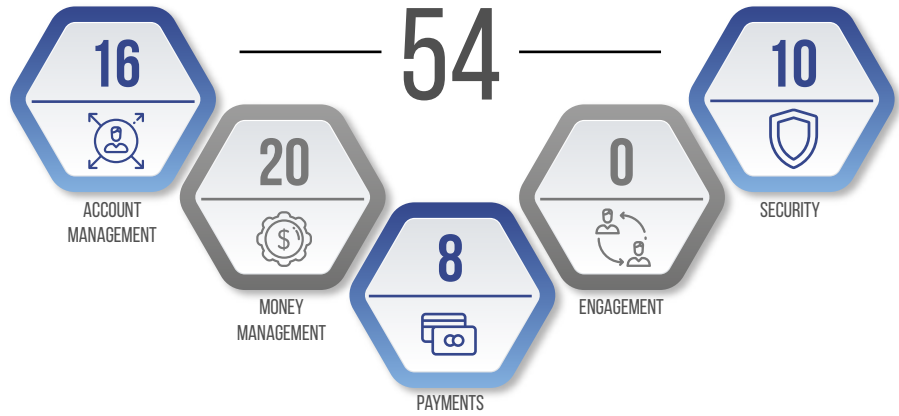 54
16
ACCOUNT
MANAGEMENT
20
$
MONEY
MANAGEMENT
8
PAYMENTS
0
ENGAGEMENT
10
SECURITY